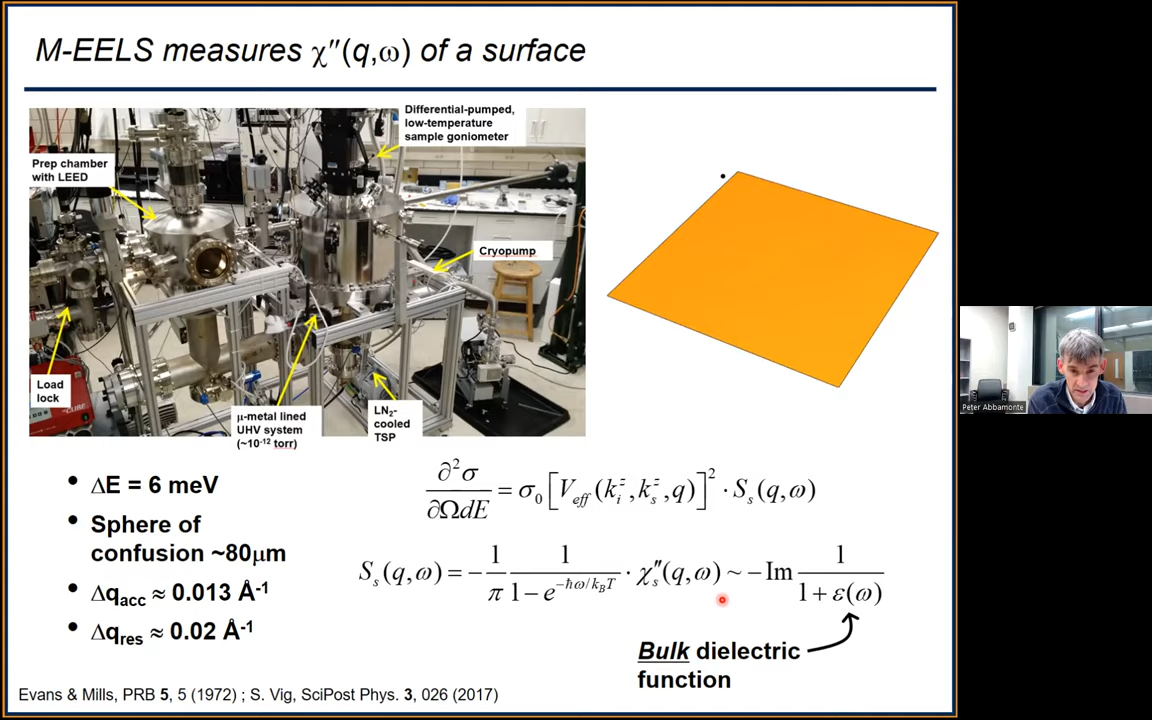 M-EELS measures χ″(q,ω) of a surface
Differential-pumped,
low-temperature
sample goniometer
Prep chamber
with LEED
Cryopump
Load
lock
μ-metal lined
UHV system
(~10⁻¹² torr)
LN₂-
cooled
TSP
Peter Abbamonte
• ΔE = 6 meV
• Sphere of
confusion ~80μm
• Δq_acc ≈ 0.013 Å⁻¹
• Δq_res ≈ 0.02 Å⁻¹
∂²σ/∂Ω∂E = σ₀[V_eff(k_i^z, k_s^z, q)]² · S_s(q,ω)
S_s(q,ω) = −1/π 1/(1−e^(−ħω/k_BT)) · χ″_s(q,ω) ~ −Im 1/(1+ε(ω))
Bulk dielectric
function
Evans & Mills, PRB 5, 5 (1972) ; S. Vig, SciPost Phys. 3, 026 (2017)